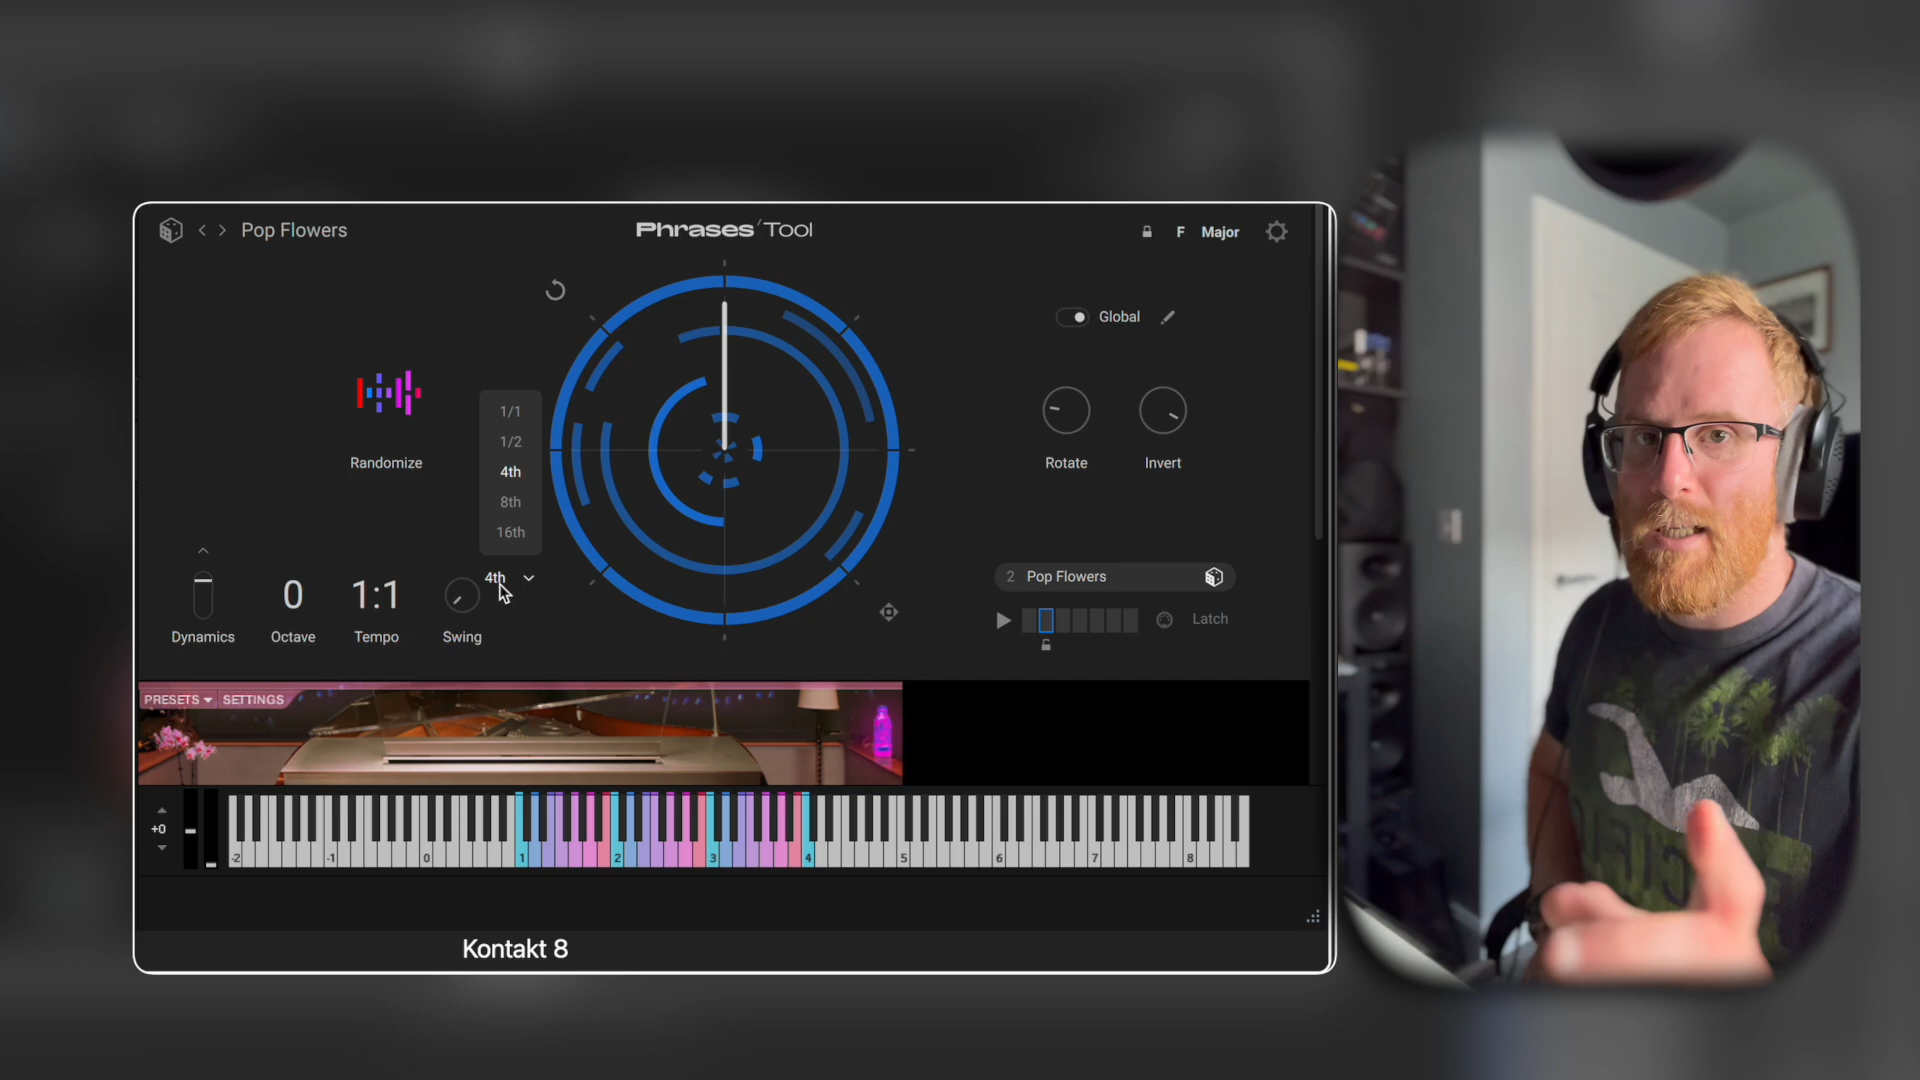 Pop Flowers
Phrases'Tool
F Major
Global
1/1
1/2
4th
8th
16th
Randomize
Rotate
Invert
4th
0
1:1
2 Pop Flowers
Dynamics
Octave
Tempo
Swing
Latch
PRESETS SETTINGS
+0
-2 -1 0 1 2 3 4 5 6 7 8
Kontakt 8